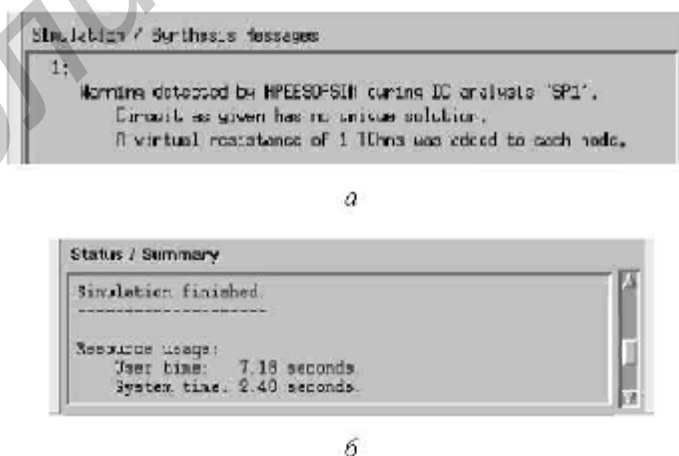 Simulation / Synthesis Messages
1:
Warning detected by HPEESOFSIM during DC analysis 'SP1'.
Circuit as given has no unique solution.
A virtual resistance of 1 TOhms was added to each node.
а
Status / Summary
Simulation finished.
--------------------
Resource usage:
User time: 7.18 seconds.
System time: 2.40 seconds.
б